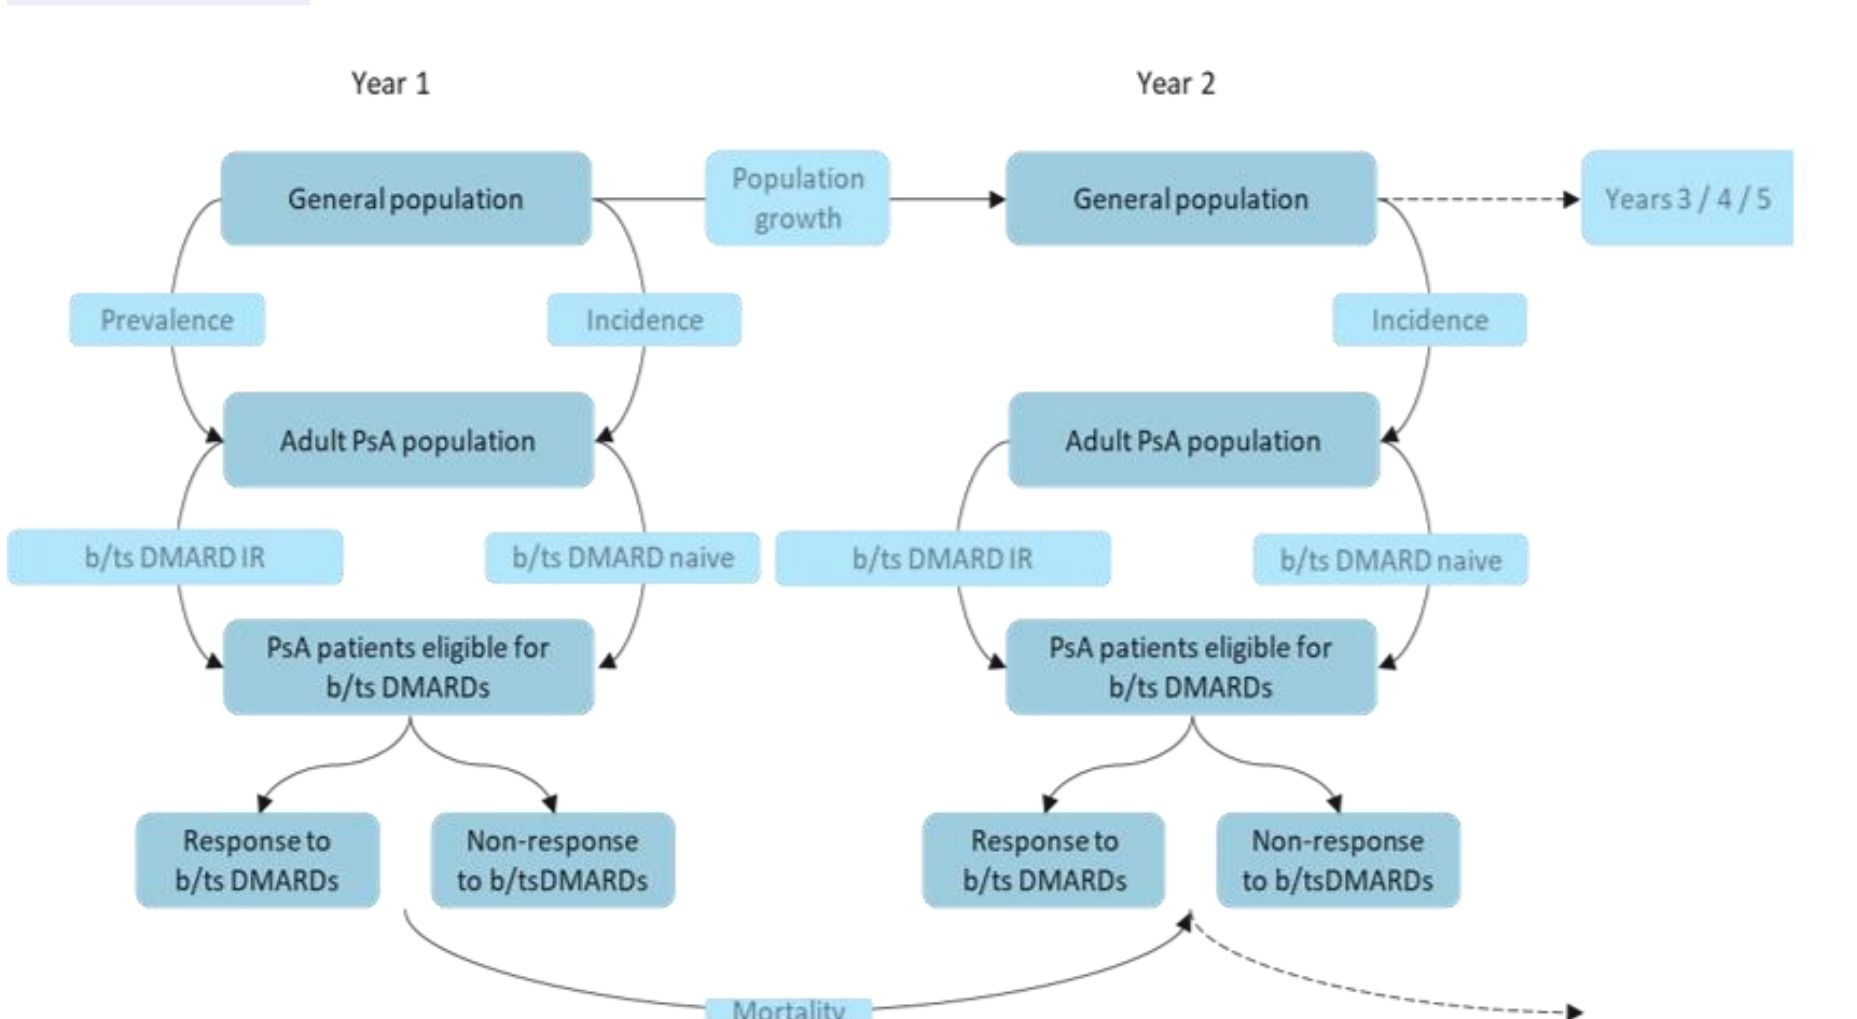 Year 1
Year 2
General population
Population
growth
General population
Years 3 / 4 / 5
Prevalence
Incidence
Incidence
Adult PsA population
Adult PsA population
b/ts DMARD IR
b/ts DMARD naive
b/ts DMARD IR
b/ts DMARD naive
PsA patients eligible for
b/ts DMARDs
PsA patients eligible for
b/ts DMARDs
Response to
b/ts DMARDs
Non-response
to b/tsDMARDs
Response to
b/ts DMARDs
Non-response
to b/tsDMARDs
Mortality